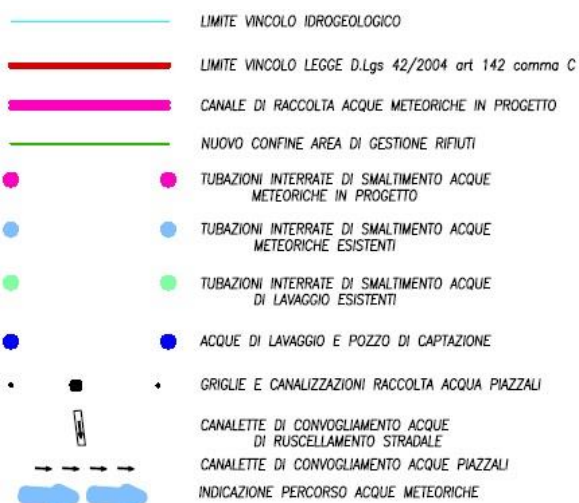 LIMITE VINCOLO IDROGEOLOGICO
LIMITE VINCOLO LEGGE D.Lgs 42/2004 art 142 comma C
CANALE DI RACCOLTA ACQUE METEORICHE IN PROGETTO
NUOVO CONFINE AREA DI GESTIONE RIFIUTI
TUBAZIONI INTERRATE DI SMALTIMENTO ACQUE
METEORICHE IN PROGETTO
TUBAZIONI INTERRATE DI SMALTIMENTO ACQUE
METEORICHE ESISTENTI
TUBAZIONI INTERRATE DI SMALTIMENTO ACQUE
DI LAVAGGIO ESISTENTI
ACQUE DI LAVAGGIO E POZZO DI CAPTAZIONE
GRIGLIE E CANALIZZAZIONI RACCOLTA ACQUA PIAZZALI
CANALETTE DI CONVOGLIAMENTO ACQUE
DI RUSCELLAMENTO STRADALE
CANALETTE DI CONVOGLIAMENTO ACQUE PIAZZALI
INDICAZIONE PERCORSO ACQUE METEORICHE